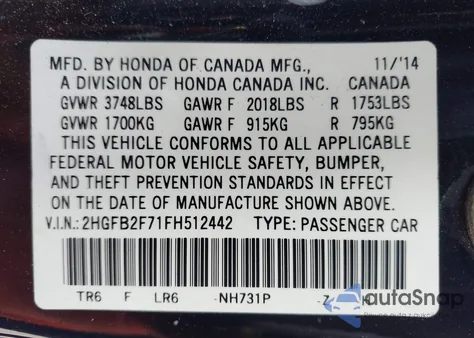 MFD. BY HONDA OF CANADA MFG., 11/'14
A DIVISION OF HONDA CANADA INC. CANADA
GVWR 3748LBS GAWR F 2018LBS R 1753LBS
GVWR 1700KG GAWR F 915KG R 795KG
THIS VEHICLE CONFORMS TO ALL APPLICABLE
FEDERAL MOTOR VEHICLE SAFETY, BUMPER,
AND THEFT PREVENTION STANDARDS IN EFFECT
ON THE DATE OF MANUFACTURE SHOWN ABOVE.
V.I.N.: 2HGFB2F71FH512442 TYPE: PASSENGER CAR
TR6 F LR6 NH731P
autaSnap